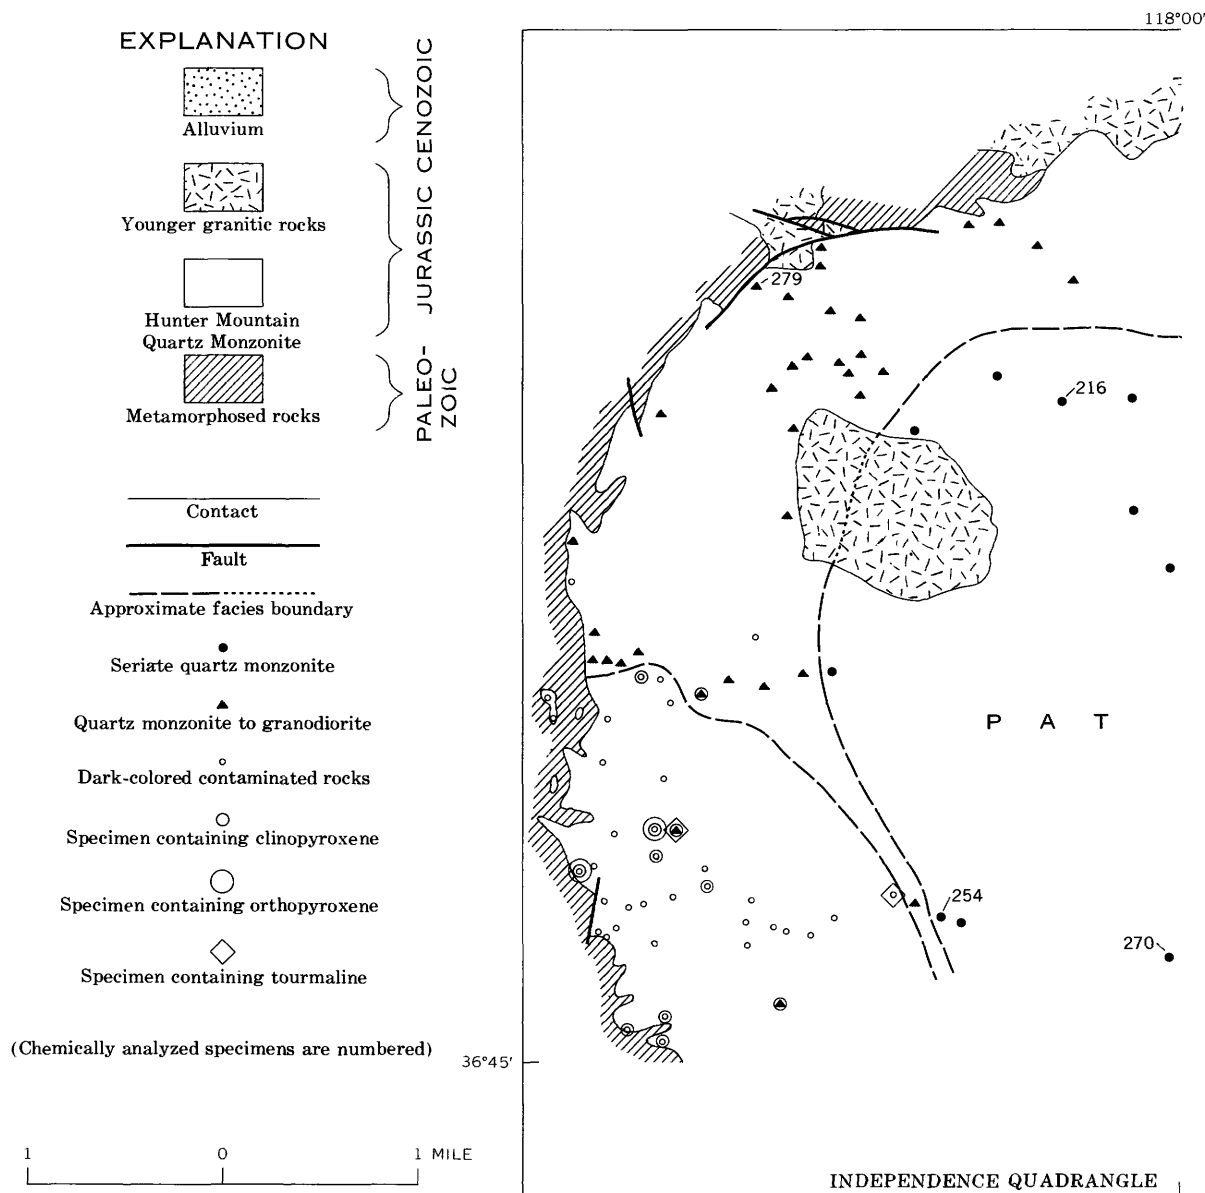 EXPLANATION
Alluvium
Younger granitic rocks
Hunter Mountain
Quartz Monzonite
Metamorphosed rocks
CENOZOIC
JURASSIC
PALEO-
ZOIC
Contact
Fault
Approximate facies boundary
Seriate quartz monzonite
Quartz monzonite to granodiorite
Dark-colored contaminated rocks
Specimen containing clinopyroxene
Specimen containing orthopyroxene
Specimen containing tourmaline
(Chemically analyzed specimens are numbered)
1 0 1 MILE
118°00'
279
216
P A T
254
270
36°45'
INDEPENDENCE QUADRANGLE